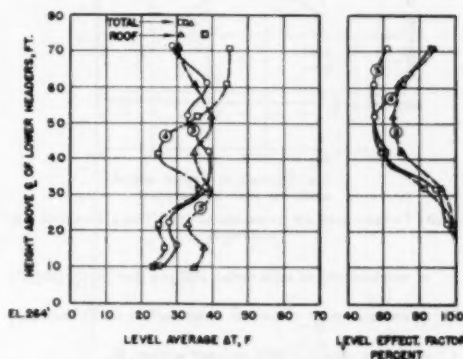 TOTAL
ROOF
HEIGHT ABOVE ℄ OF LOWER HEADERS, FT.
80
70
60
50
40
30
20
10
0
EL.264'
10 20 30 40 50 60 70
40 60 80 100
LEVEL AVERAGE ΔT, F
LEVEL EFFECT. FACTOR
PERCENT